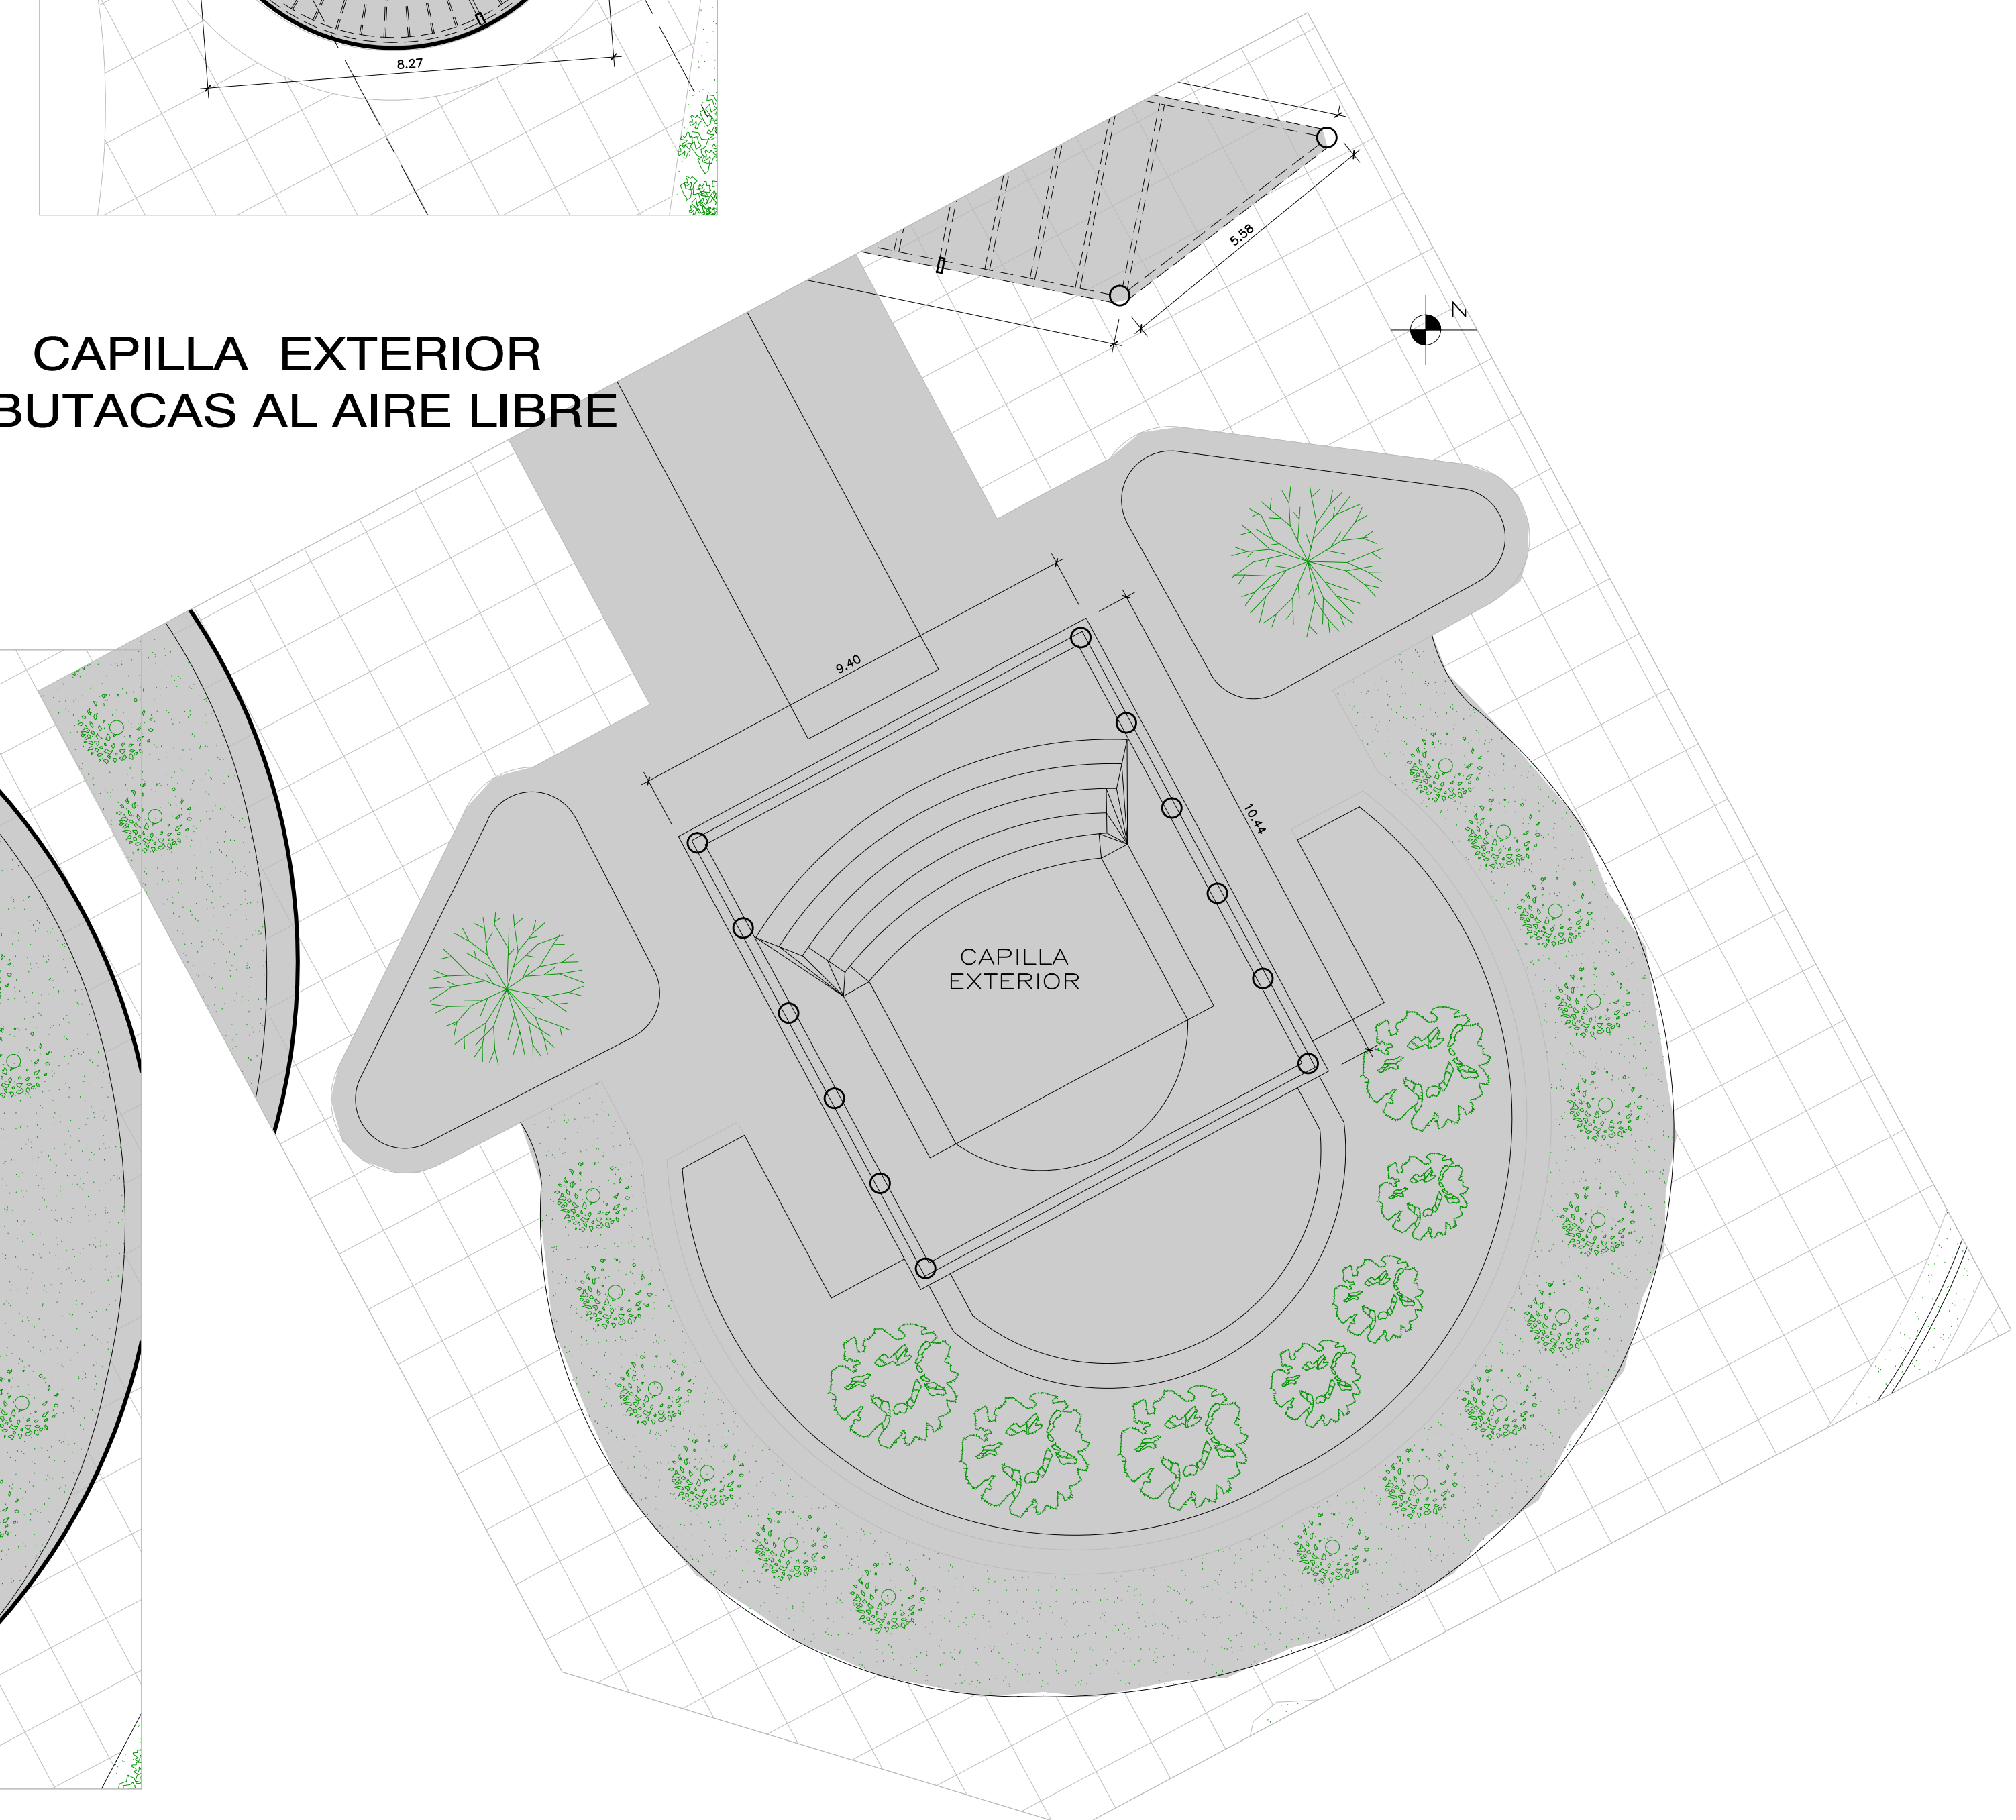 8.27
5.58
N
CAPILLA EXTERIOR
BUTACAS AL AIRE LIBRE
9.40
10.44
CAPILLA
EXTERIOR